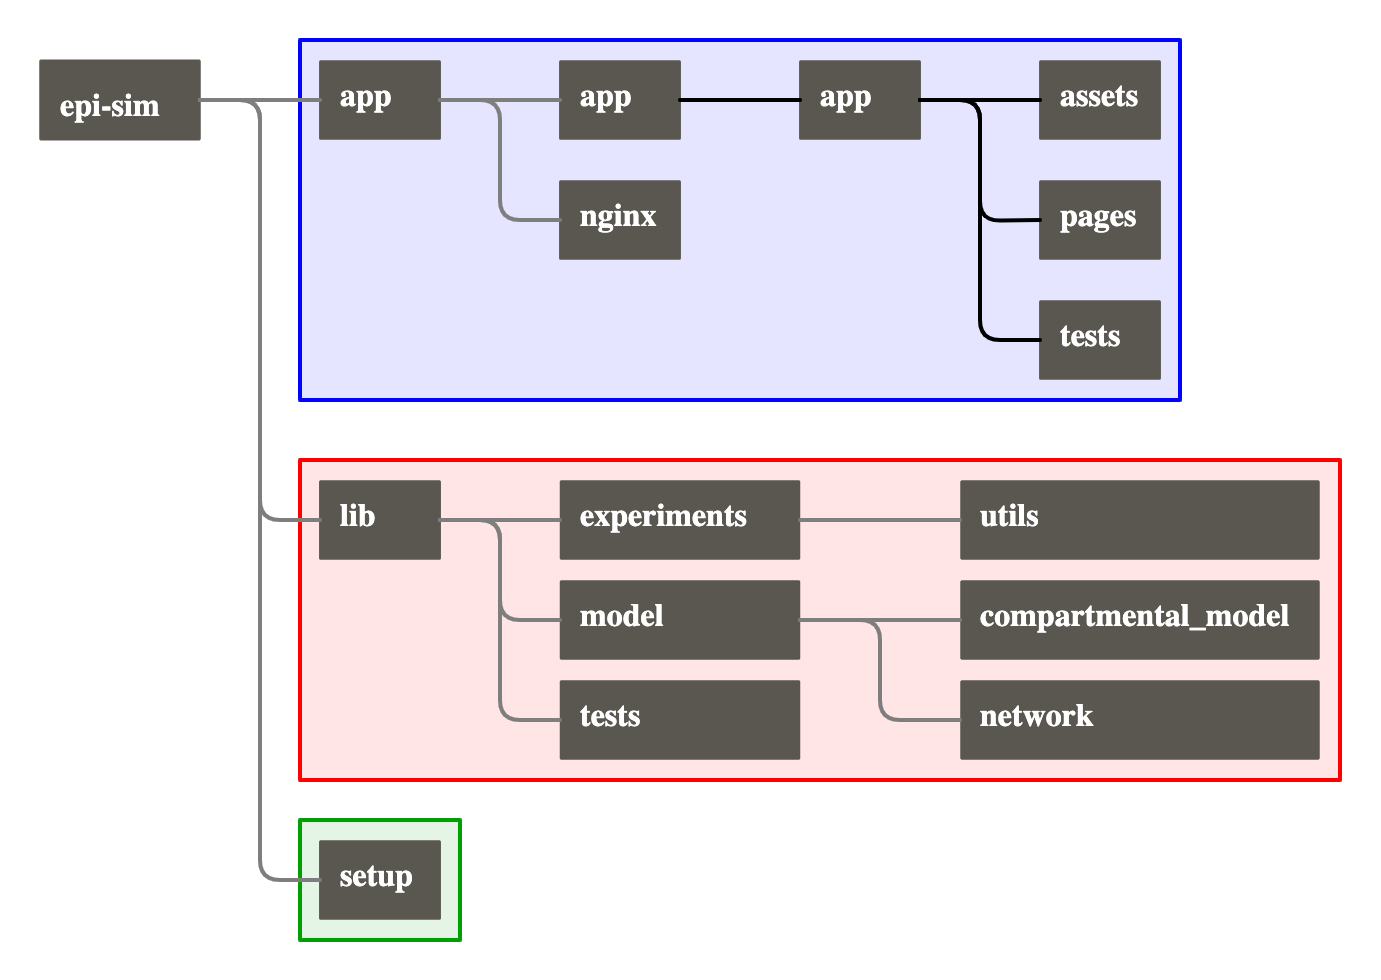 epi-sim
app
app
app
assets
nginx
pages
tests
lib
experiments
utils
model
compartmental_model
tests
network
setup